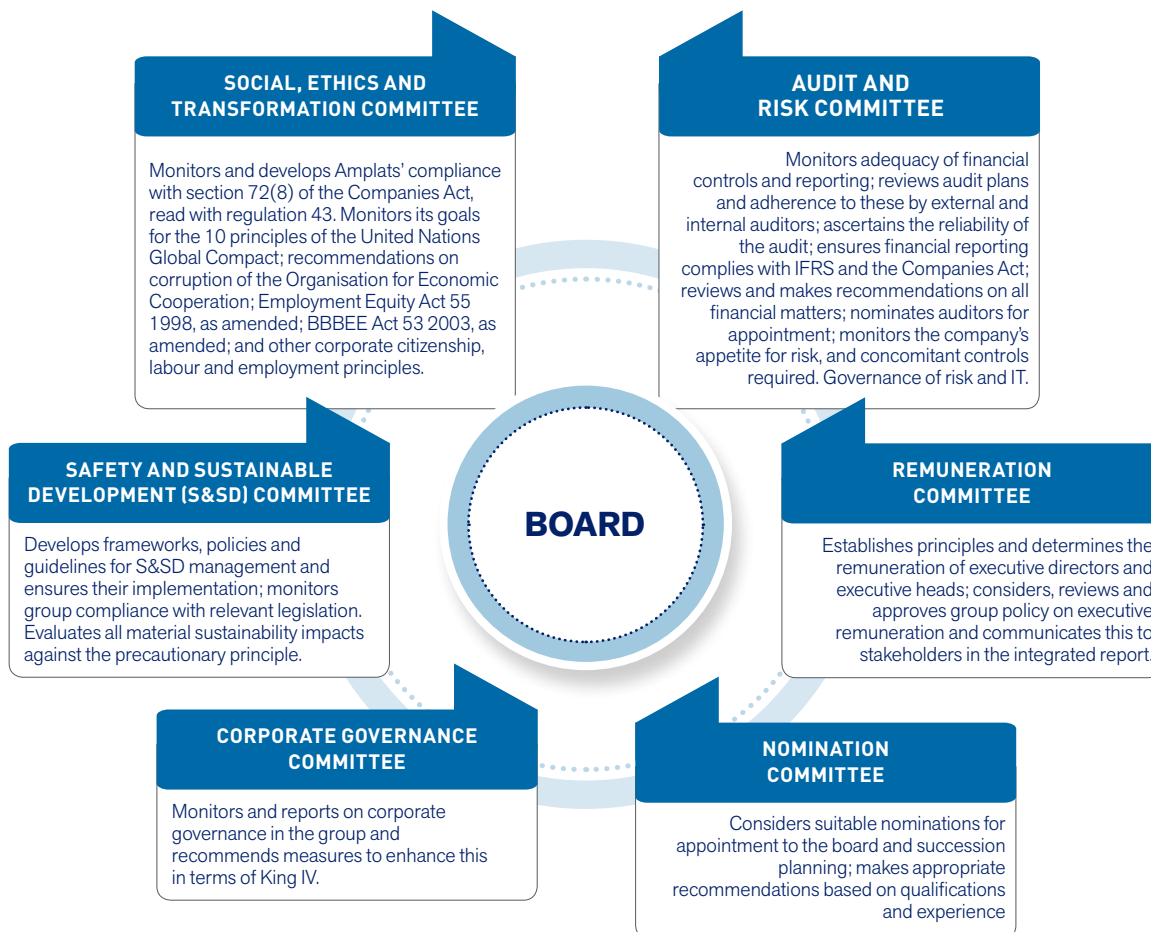 SOCIAL, ETHICS AND
TRANSFORMATION COMMITTEE
Monitors and develops Amplats' compliance
with section 72(8) of the Companies Act,
read with regulation 43. Monitors its goals
for the 10 principles of the United Nations
Global Compact; recommendations on
corruption of the Organisation for Economic
Cooperation; Employment Equity Act 55
1998, as amended; BBBEE Act 53 2003, as
amended; and other corporate citizenship,
labour and employment principles.
AUDIT AND
RISK COMMITTEE
Monitors adequacy of financial
controls and reporting; reviews audit plans
and adherence to these by external and
internal auditors; ascertains the reliability of
the audit; ensures financial reporting
complies with IFRS and the Companies Act;
reviews and makes recommendations on all
financial matters; nominates auditors for
appointment; monitors the company's
appetite for risk, and concomitant controls
required. Governance of risk and IT.
SAFETY AND SUSTAINABLE
DEVELOPMENT (S&SD) COMMITTEE
Develops frameworks, policies and
guidelines for S&SD management and
ensures their implementation; monitors
group compliance with relevant legislation.
Evaluates all material sustainability impacts
against the precautionary principle.
BOARD
REMUNERATION
COMMITTEE
Establishes principles and determines the
remuneration of executive directors and
executive heads; considers, reviews and
approves group policy on executive
remuneration and communicates this to
stakeholders in the integrated report.
CORPORATE GOVERNANCE
COMMITTEE
Monitors and reports on corporate
governance in the group and
recommends measures to enhance this
in terms of King IV.
NOMINATION
COMMITTEE
Considers suitable nominations for
appointment to the board and succession
planning; makes appropriate
recommendations based on qualifications
and experience